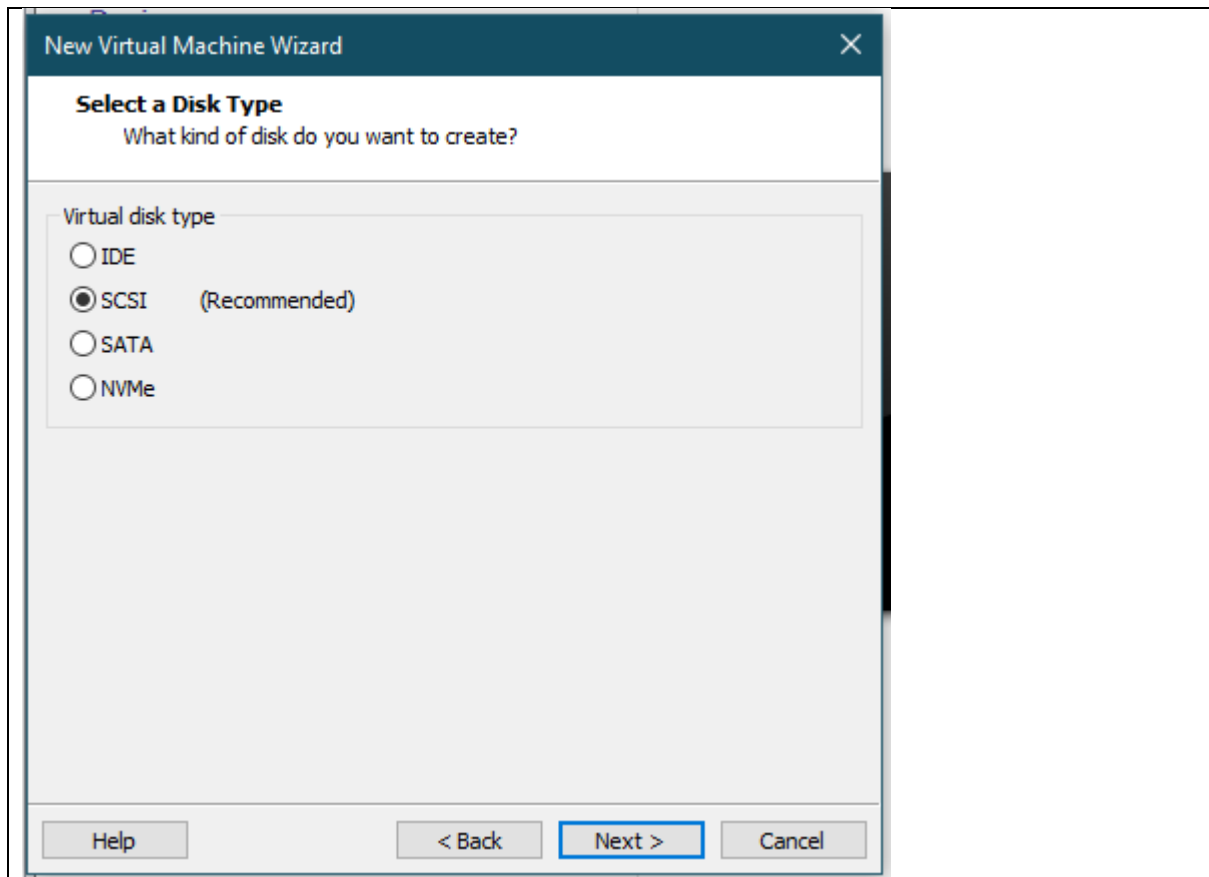 New Virtual Machine Wizard
Select a Disk Type
What kind of disk do you want to create?
Virtual disk type
IDE
SCSI (Recommended)
SATA
NVMe
Help < Back Next > Cancel